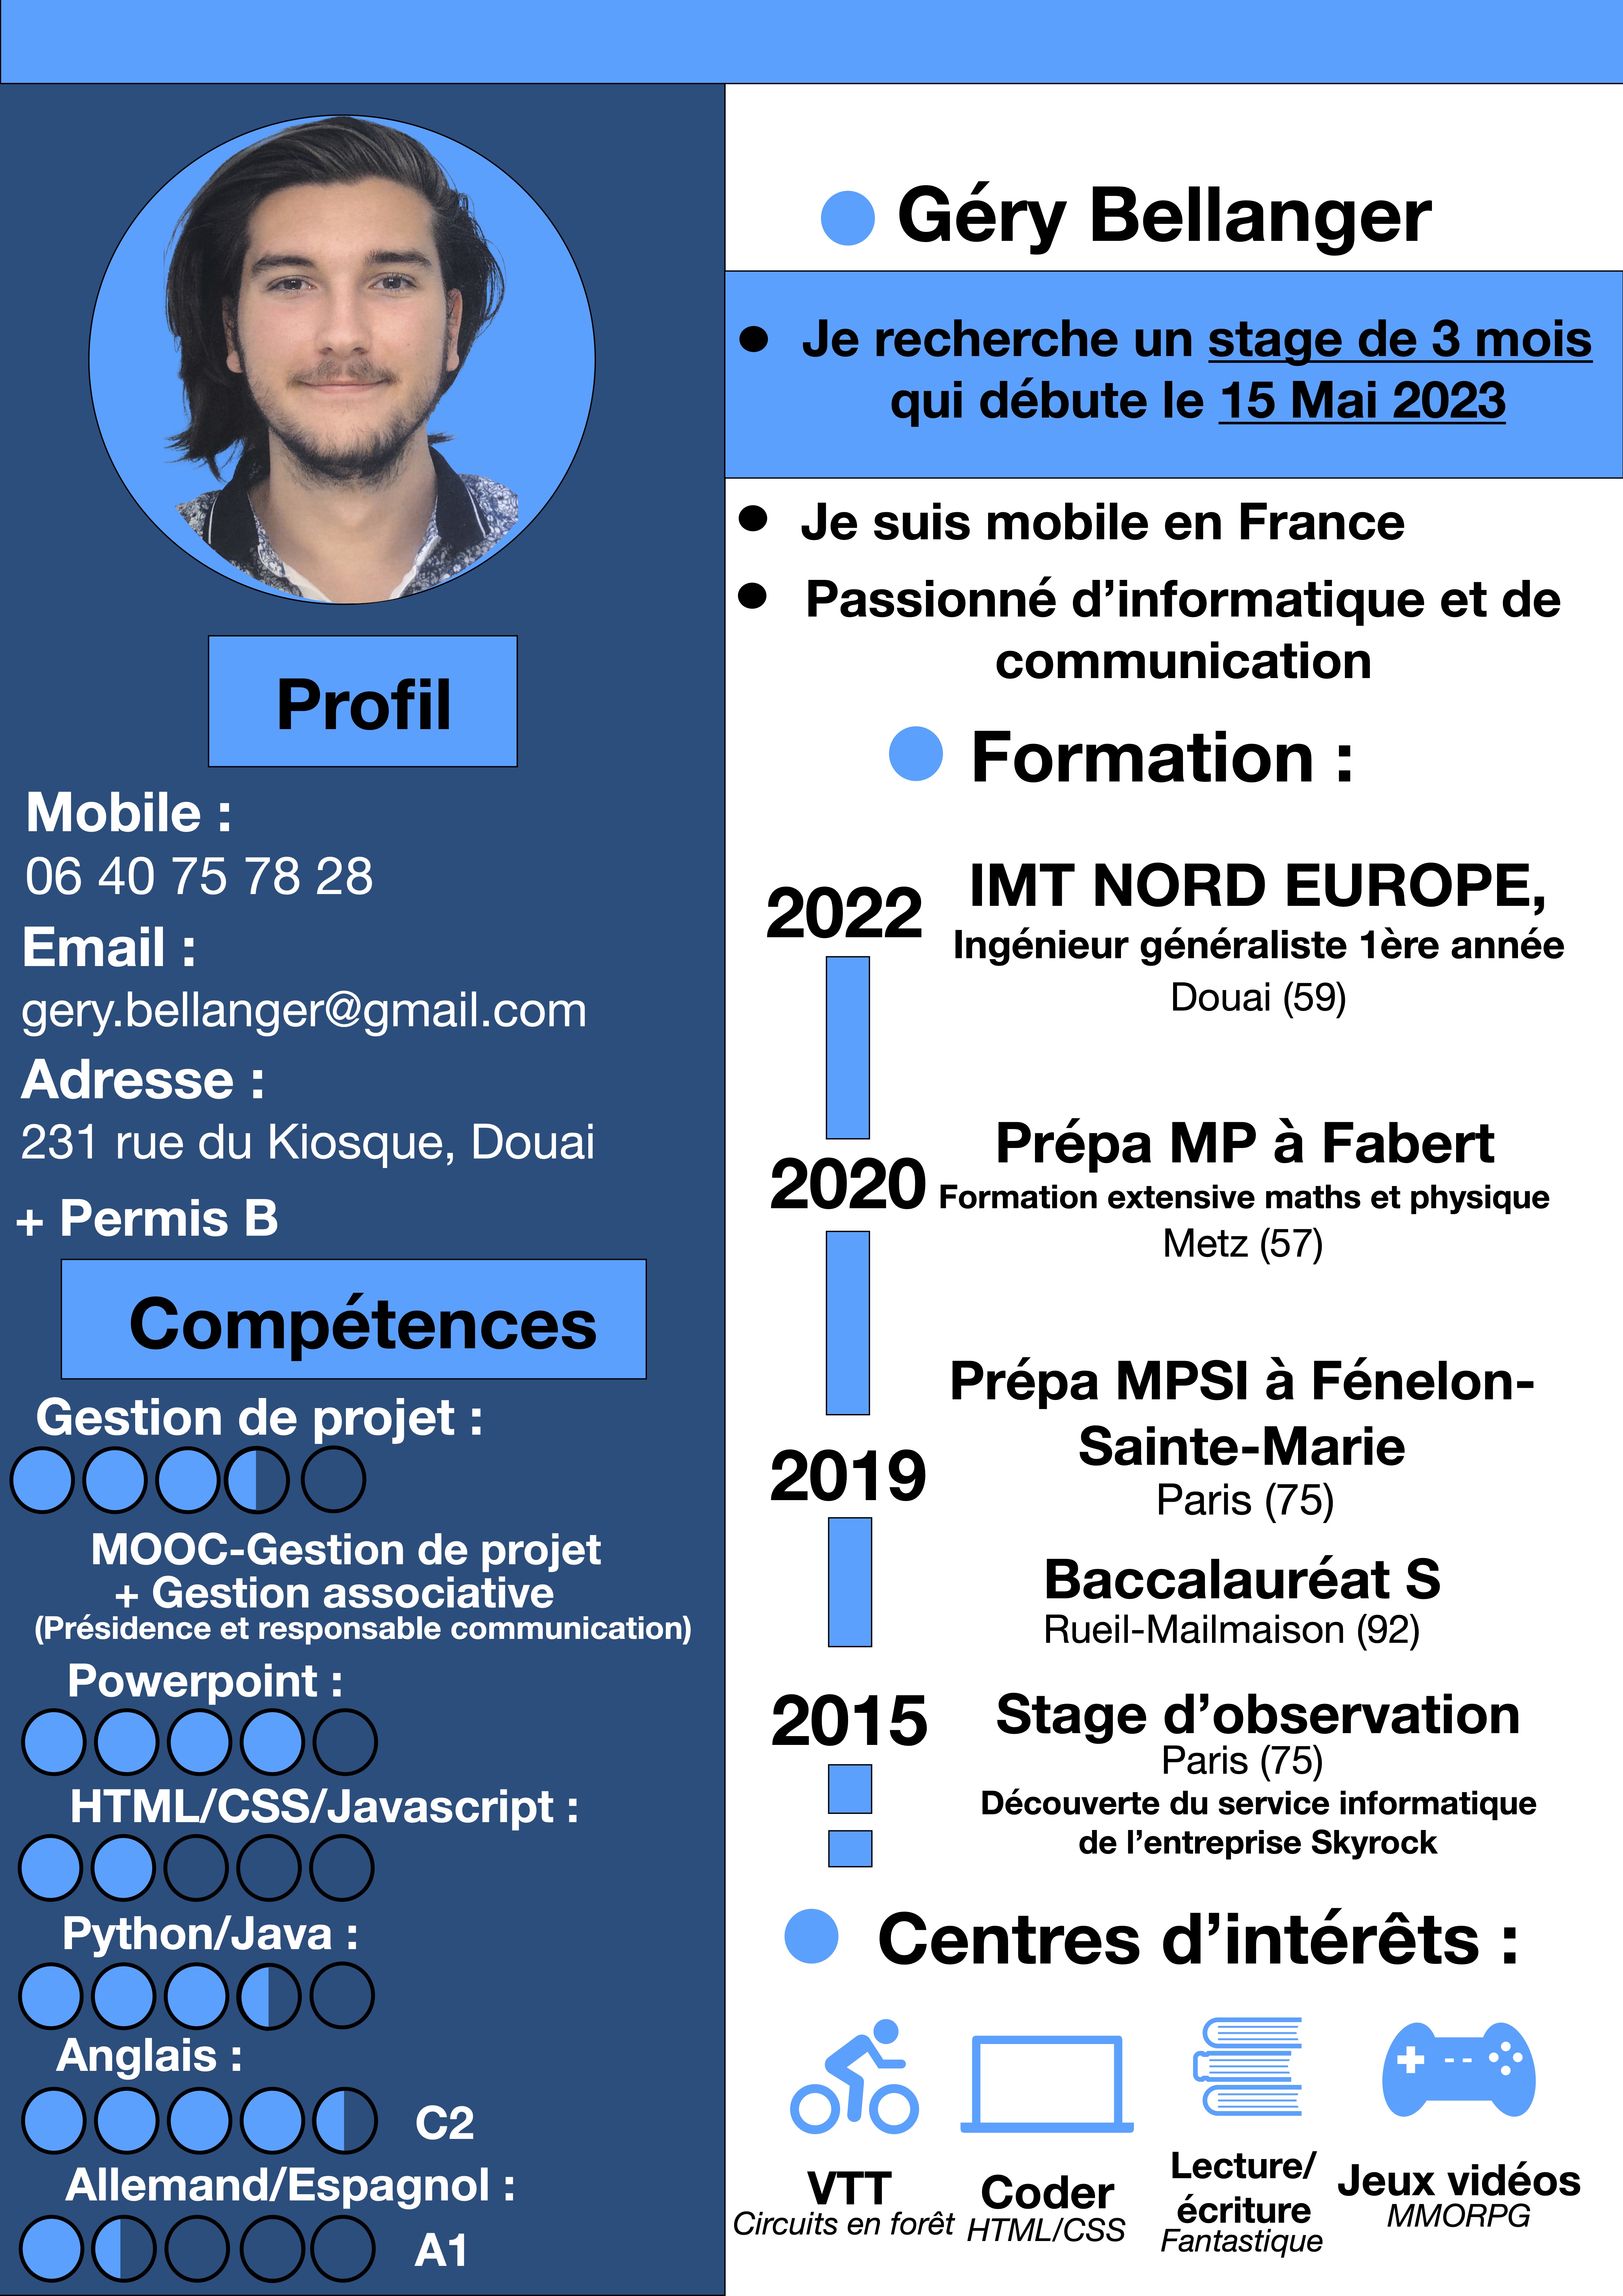 Profil
Mobile :
06 40 75 78 28
Email :
gery.bellanger@gmail.com
Adresse :
231 rue du Kiosque, Douai
+ Permis B
Compétences
Gestion de projet :
MOOC-Gestion de projet
+ Gestion associative
(Présidence et responsable communication)
Powerpoint :
HTML/CSS/Javascript :
Python/Java :
Anglais :
C2
Allemand/Espagnol :
A1
Géry Bellanger
Je recherche un stage de 3 mois
qui débute le 15 Mai 2023
Je suis mobile en France
Passionné d’informatique et de
communication
Formation :
2022
IMT NORD EUROPE,
Ingénieur généraliste 1ère année
Douai (59)
2020
Prépa MP à Fabert
Formation extensive maths et physique
Metz (57)
2019
Prépa MPSI à Fénelon-
Sainte-Marie
Paris (75)
Baccalauréat S
Rueil-Mailmaison (92)
2015
Stage d’observation
Paris (75)
Découverte du service informatique
de l’entreprise Skyrock
Centres d’intérêts :
VTT
Circuits en forêt
Coder
HTML/CSS
Lecture/
écriture
Fantastique
Jeux vidéos
MMORPG